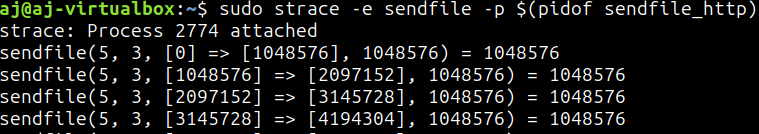 aj@aj-virtualbox:~$ sudo strace -e sendfile -p $(pidof sendfile_http)
strace: Process 2774 attached
sendfile(5, 3, [0] => [1048576], 1048576) = 1048576
sendfile(5, 3, [1048576] => [2097152], 1048576) = 1048576
sendfile(5, 3, [2097152] => [3145728], 1048576) = 1048576
sendfile(5, 3, [3145728] => [4194304], 1048576) = 1048576